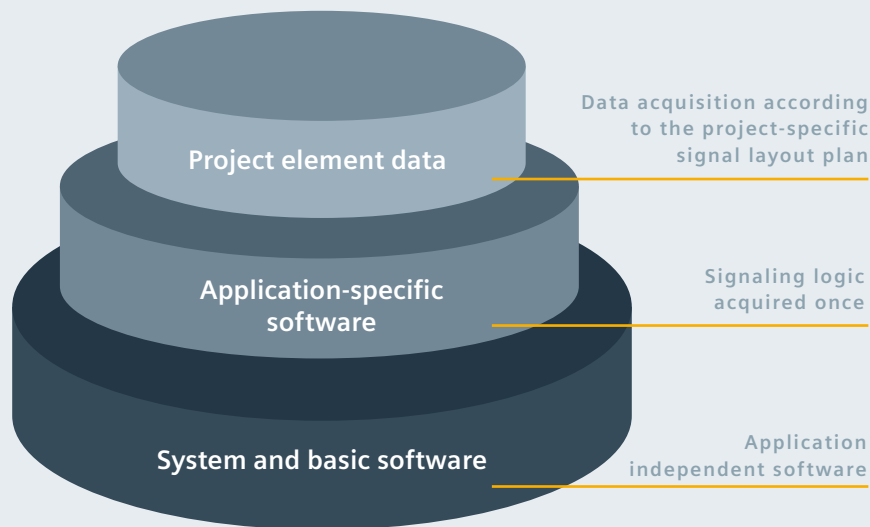 Data acquisition according
to the project-specific
signal layout plan
Project element data
Signaling logic
acquired once
Application-specific
software
Application
independent software
System and basic software